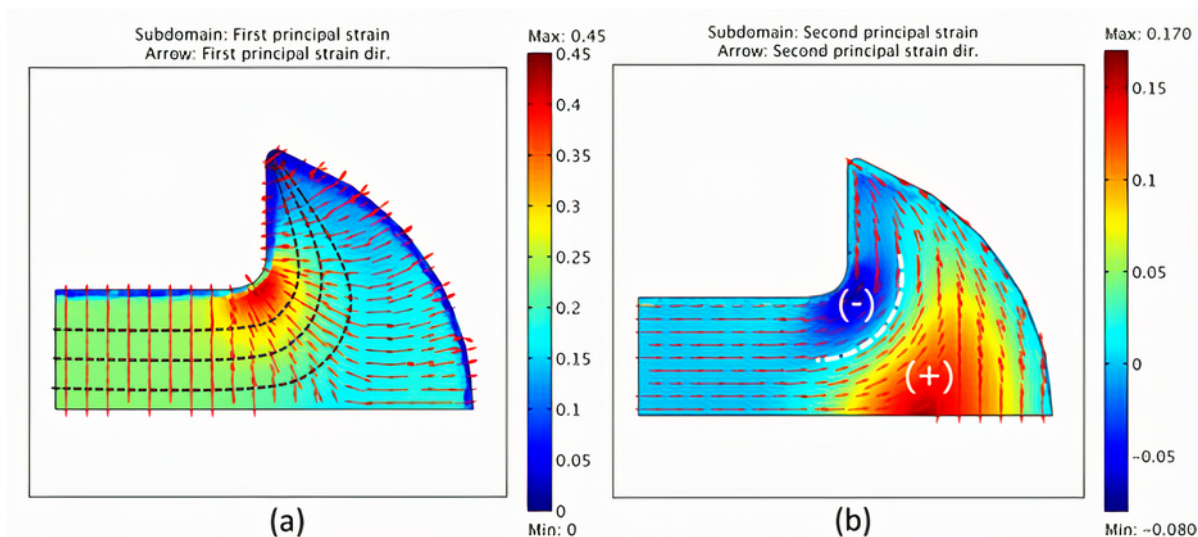 Subdomain: First principal strain
Arrow: First principal strain dir.
Max: 0.45
0.45
0.4
0.35
0.3
0.25
0.2
0.15
0.1
0.05
0
Min: 0
(a)
Subdomain: Second principal strain
Arrow: Second principal strain dir.
Max: 0.170
0.15
0.1
0.05
0
-0.05
Min: -0.080
(-)
(+)
(b)